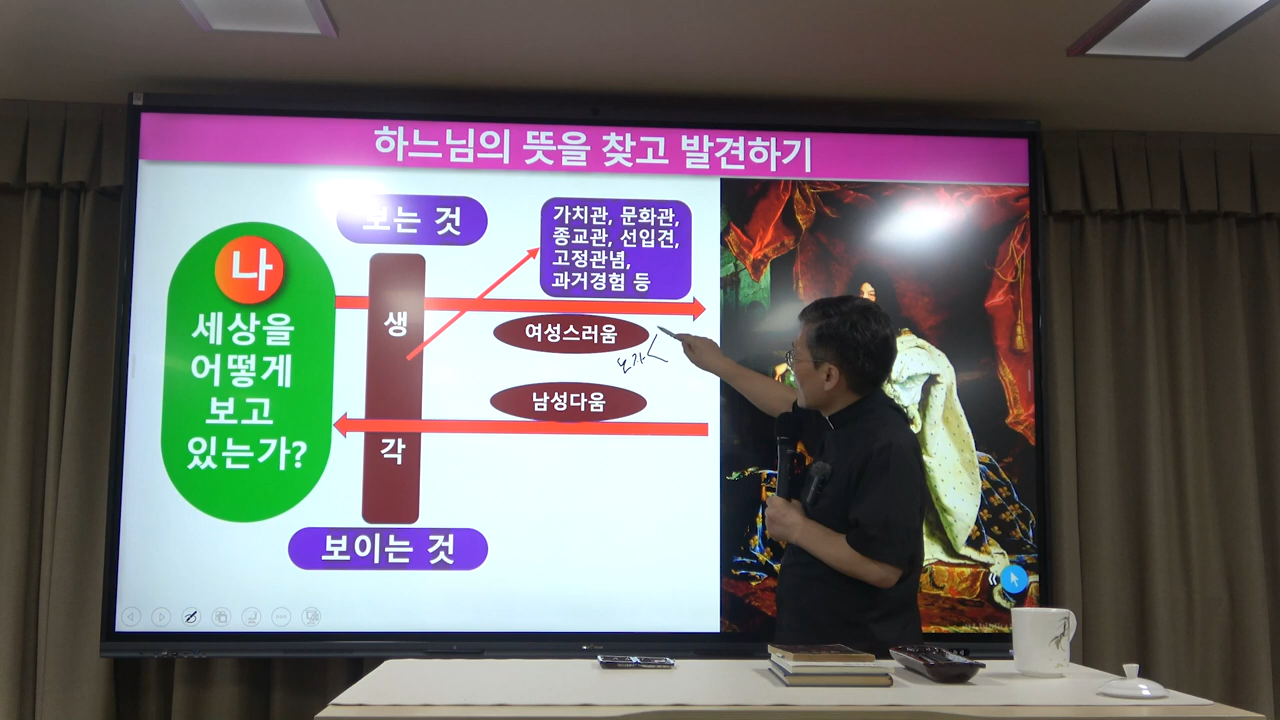 하느님의 뜻을 찾고 발견하기
보는 것
가치관, 문화관,
종교관, 선입견,
고정관념,
과거경험 등
나
세상을
어떻게
보고
있는가?
생
각
여성스러움
남성다움
보이는 것